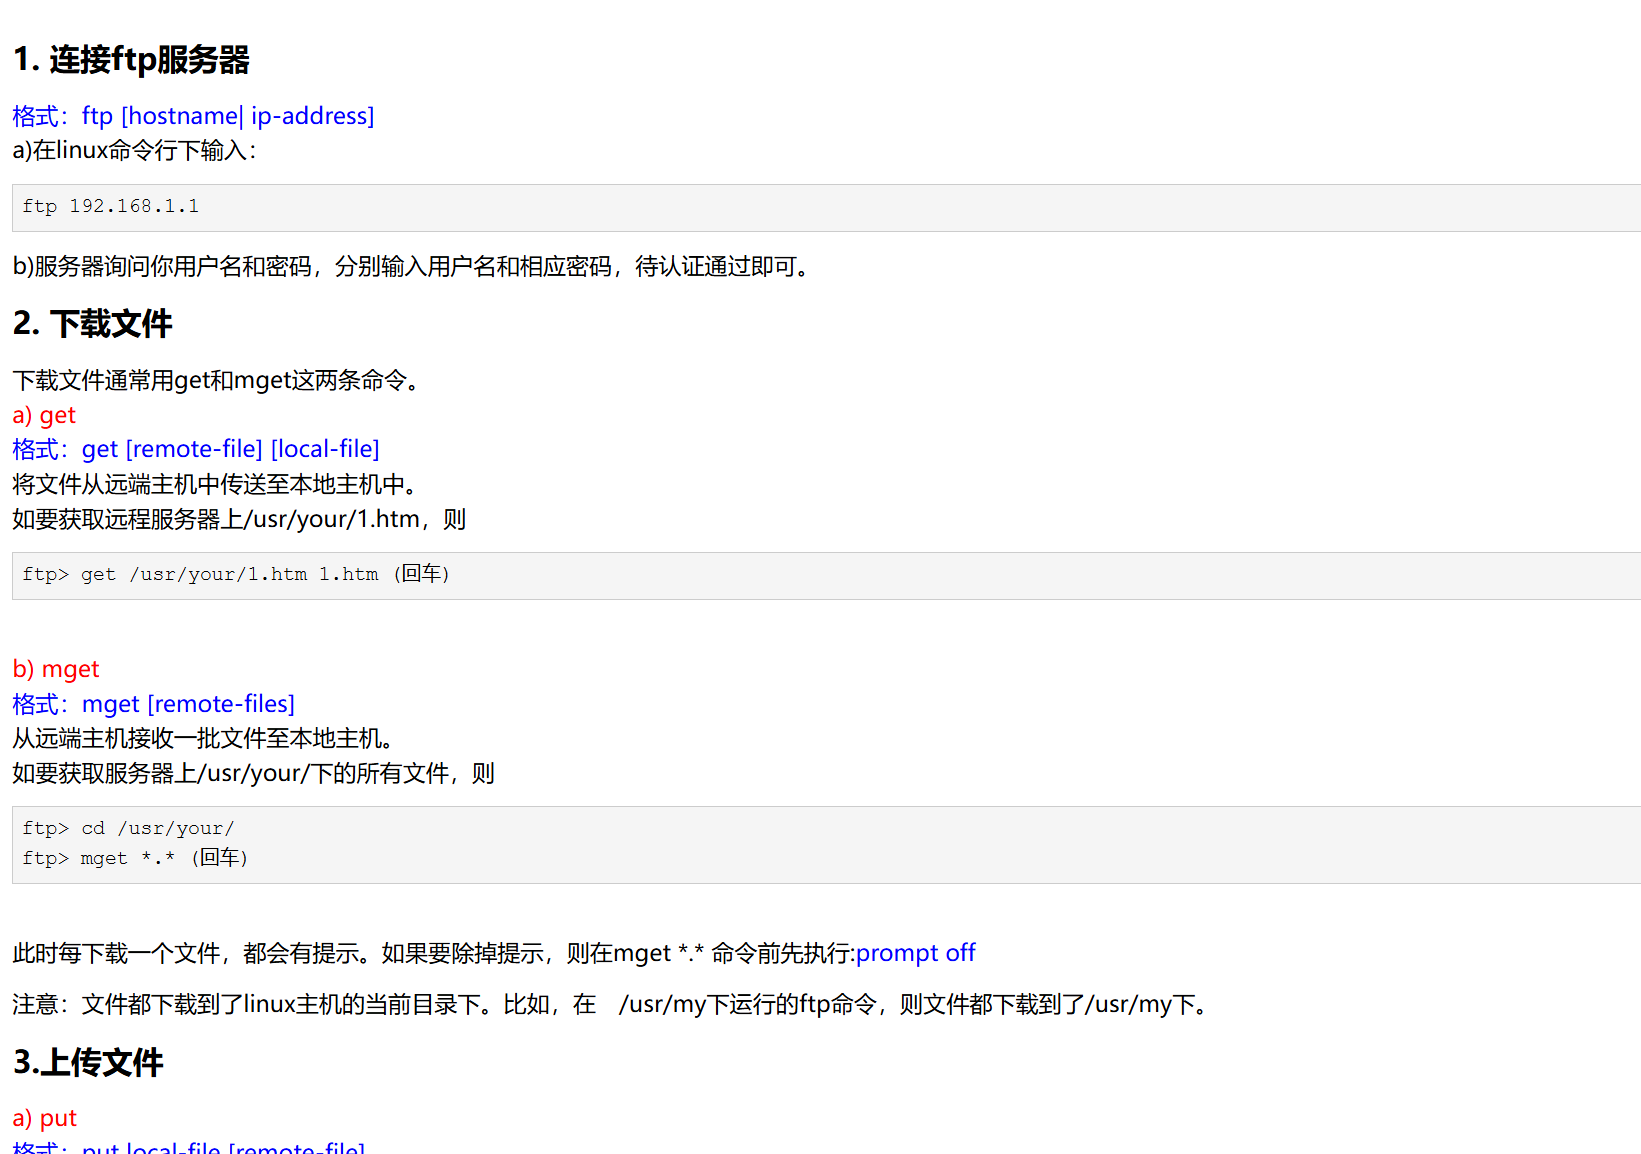 1. 连接ftp服务器
格式：ftp [hostname| ip-address]
a)在linux命令行下输入：
ftp 192.168.1.1
b)服务器询问你用户名和密码，分别输入用户名和相应密码，待认证通过即可。
2. 下载文件
下载文件通常用get和mget这两条命令。
a) get
格式：get [remote-file] [local-file]
将文件从远端主机中传送至本地主机中。
如要获取远程服务器上/usr/your/1.htm，则
ftp> get /usr/your/1.htm 1.htm (回车)
b) mget
格式：mget [remote-files]
从远端主机接收一批文件至本地主机。
如要获取服务器上/usr/your/下的所有文件，则
ftp> cd /usr/your/
ftp> mget *.* (回车)
此时每下载一个文件，都会有提示。如果要除掉提示，则在mget *.* 命令前先执行:prompt off
注意：文件都下载到了linux主机的当前目录下。比如，在　/usr/my下运行的ftp命令，则文件都下载到了/usr/my下。
3.上传文件
a) put
格式：put local-file [remote-file]